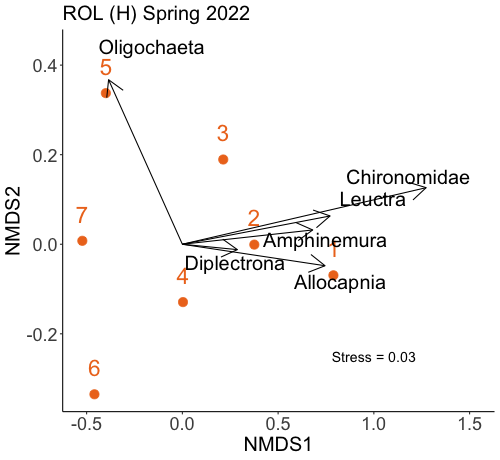 ROL (H) Spring 2022
Oligochaeta
0.4
5
3
0.2
Chironomidae
Leuctra
7
2
NMDS2
0.0
Amphinemura
1
Diplectrona
4
Allocapnia
-0.2
Stress = 0.03
6
-0.5 0.0 0.5 1.0 1.5
NMDS1